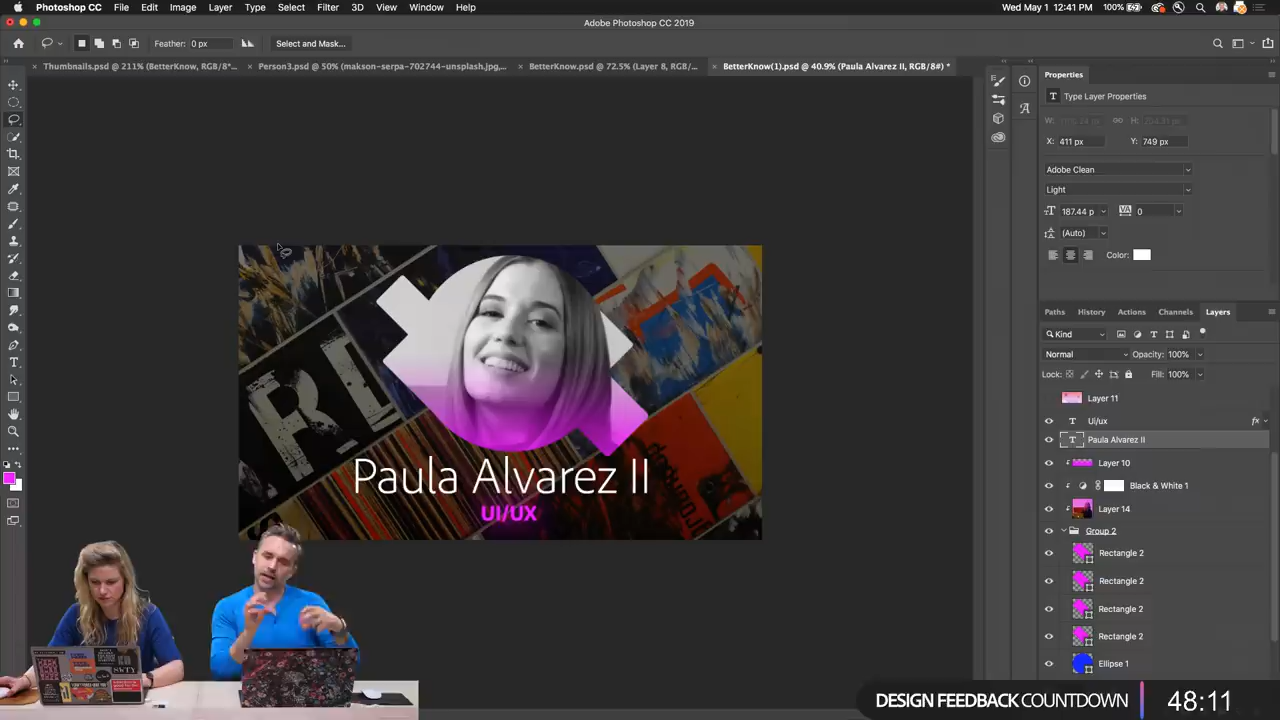 Photoshop CC File Edit Image Layer Type Select Filter 3D View Window Help
100% Wed May 1 12:41 PM
Adobe Photoshop CC 2019
Feather: 0 px Select and Mask...
Thumbnails.psd @ 211% (BetterKnow, RGB/8*...
Person3.psd @ 50% (makson-serpa-702744-unsplash.jpg,...
BetterKnow.psd @ 72.5% (Layer 8, RGB/8...
BetterKnow(1).psd @ 40.9% (Paula Alvarez II, RGB/8#) *
Properties
Type Layer Properties
W: H:
X: 411 px Y: 749 px
Adobe Clean
Light
187.44 p 0
(Auto)
Color:
Paths History Actions Channels Layers
Kind
Normal Opacity: 100%
Lock: Fill: 100%
Layer 11
Ui/ux fx
Paula Alvarez II
Layer 10
Black & White 1
Layer 14
Group 2
Rectangle 2
Rectangle 2
Rectangle 2
Rectangle 2
Ellipse 1
Paula Alvarez II
UI/UX
DESIGN FEEDBACK COUNTDOWN 48:11